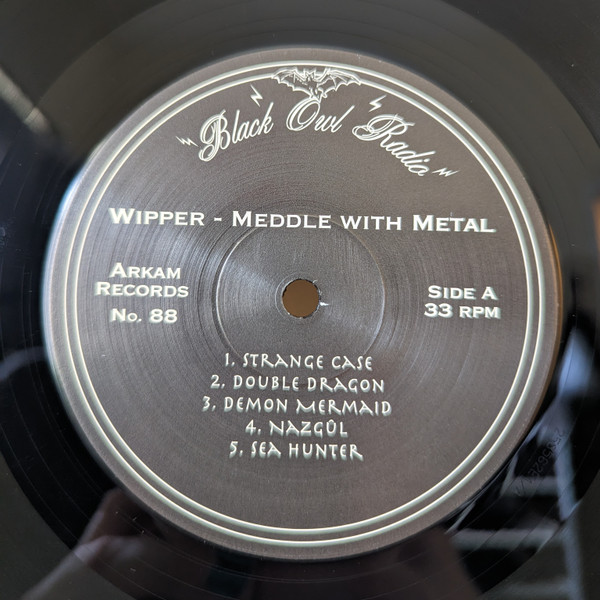 Black Owl Radio
WIPPER - MEDDLE WITH METAL
ARKAM
RECORDS
NO. 88
SIDE A
33 RPM
1. STRANGE CASE
2. DOUBLE DRAGON
3. DEMON MERMAID
4. NAZGÛL
5. SEA HUNTER